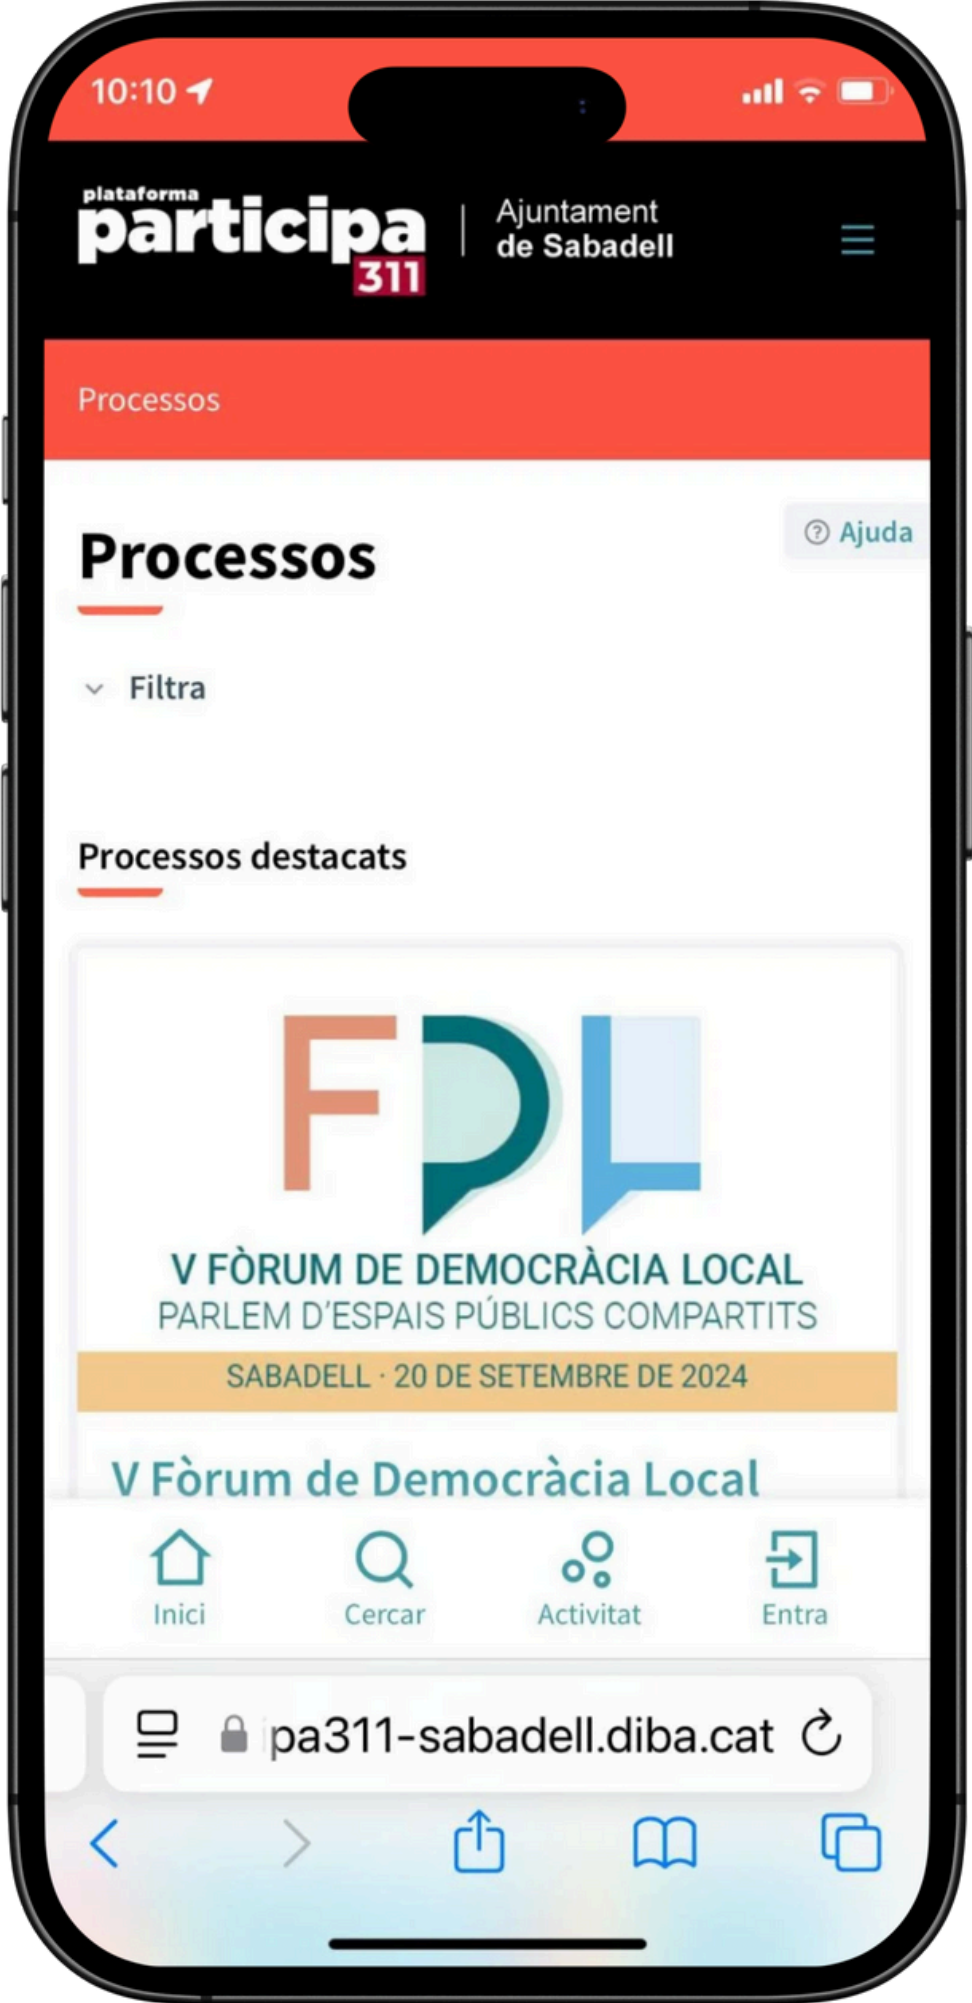 10:10
plataforma
participa
311
Ajuntament
de Sabadell
Processos
Processos
Ajuda
Filtra
Processos destacats
FDL
V FÒRUM DE DEMOCRÀCIA LOCAL
PARLEM D'ESPAIS PÚBLICS COMPARTITS
SABADELL · 20 DE SETEMBRE DE 2024
V Fòrum de Democràcia Local
Inici
Cercar
Activitat
Entra
pa311-sabadell.diba.cat